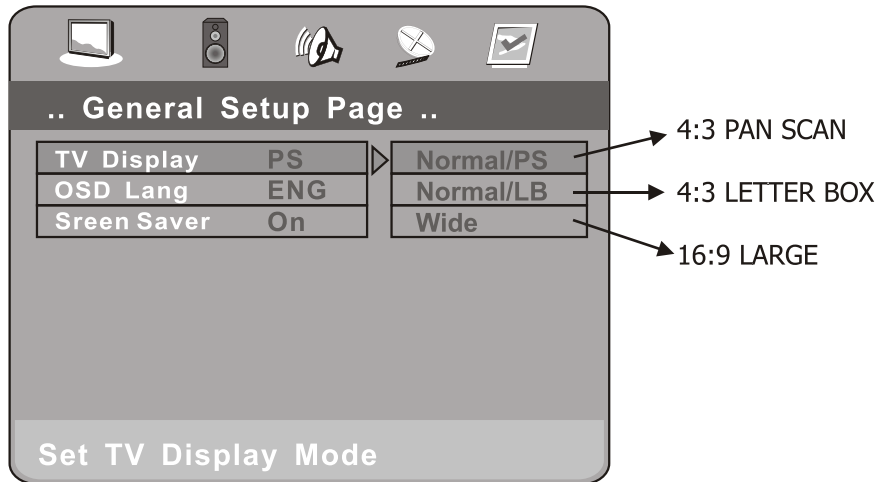 .. General Setup Page ..
TV Display PS Normal/PS
OSD Lang ENG Normal/LB
Sreen Saver On Wide
4:3 PAN SCAN
4:3 LETTER BOX
16:9 LARGE
Set TV Display Mode